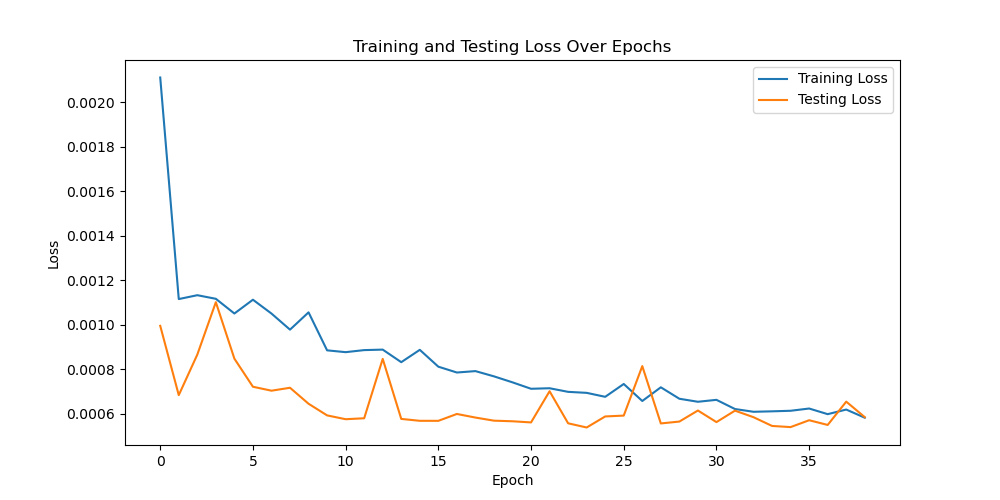 Training and Testing Loss Over Epochs
Training Loss
Testing Loss
0.0020
0.0018
0.0016
0.0014
0.0012
0.0010
0.0008
0.0006
Loss
0 5 10 15 20 25 30 35
Epoch